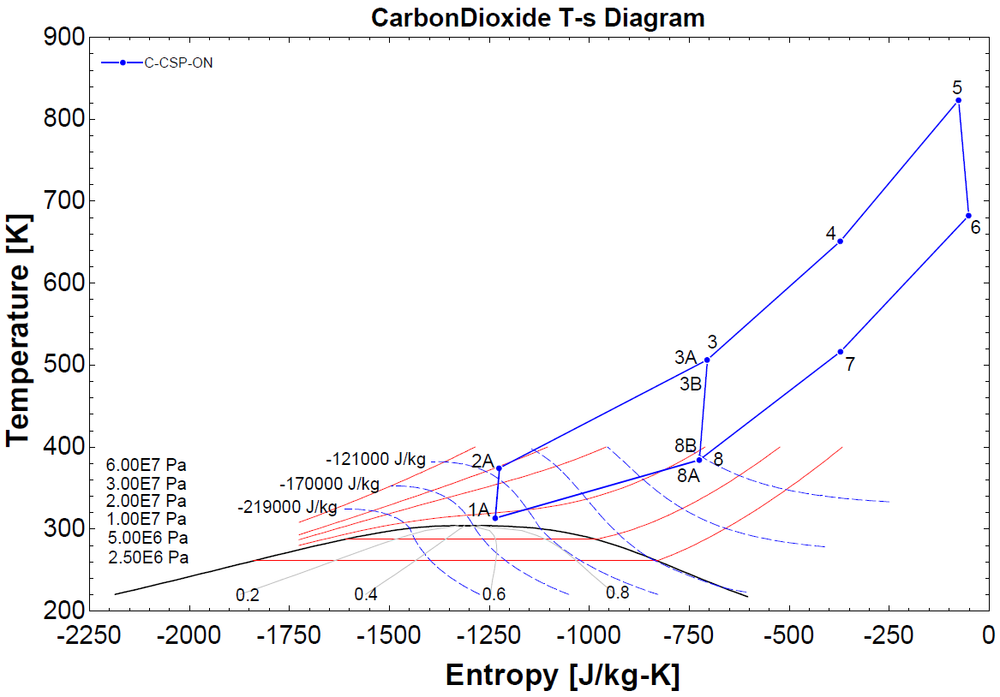 CarbonDioxide T-s Diagram
900
C-CSP-ON
5
800
700
6
4
Temperature [K]
600
500
3
3A
3B
7
400
8B
8
8A
2A
-121000 J/kg
6.00E7 Pa
-170000 J/kg
3.00E7 Pa
2.00E7 Pa
-219000 J/kg
1A
1.00E7 Pa
300
5.00E6 Pa
2.50E6 Pa
0.2
0.4
0.6
0.8
200
-2250
-2000
-1750
-1500
-1250
-1000
-750
-500
-250
0
Entropy [J/kg-K]